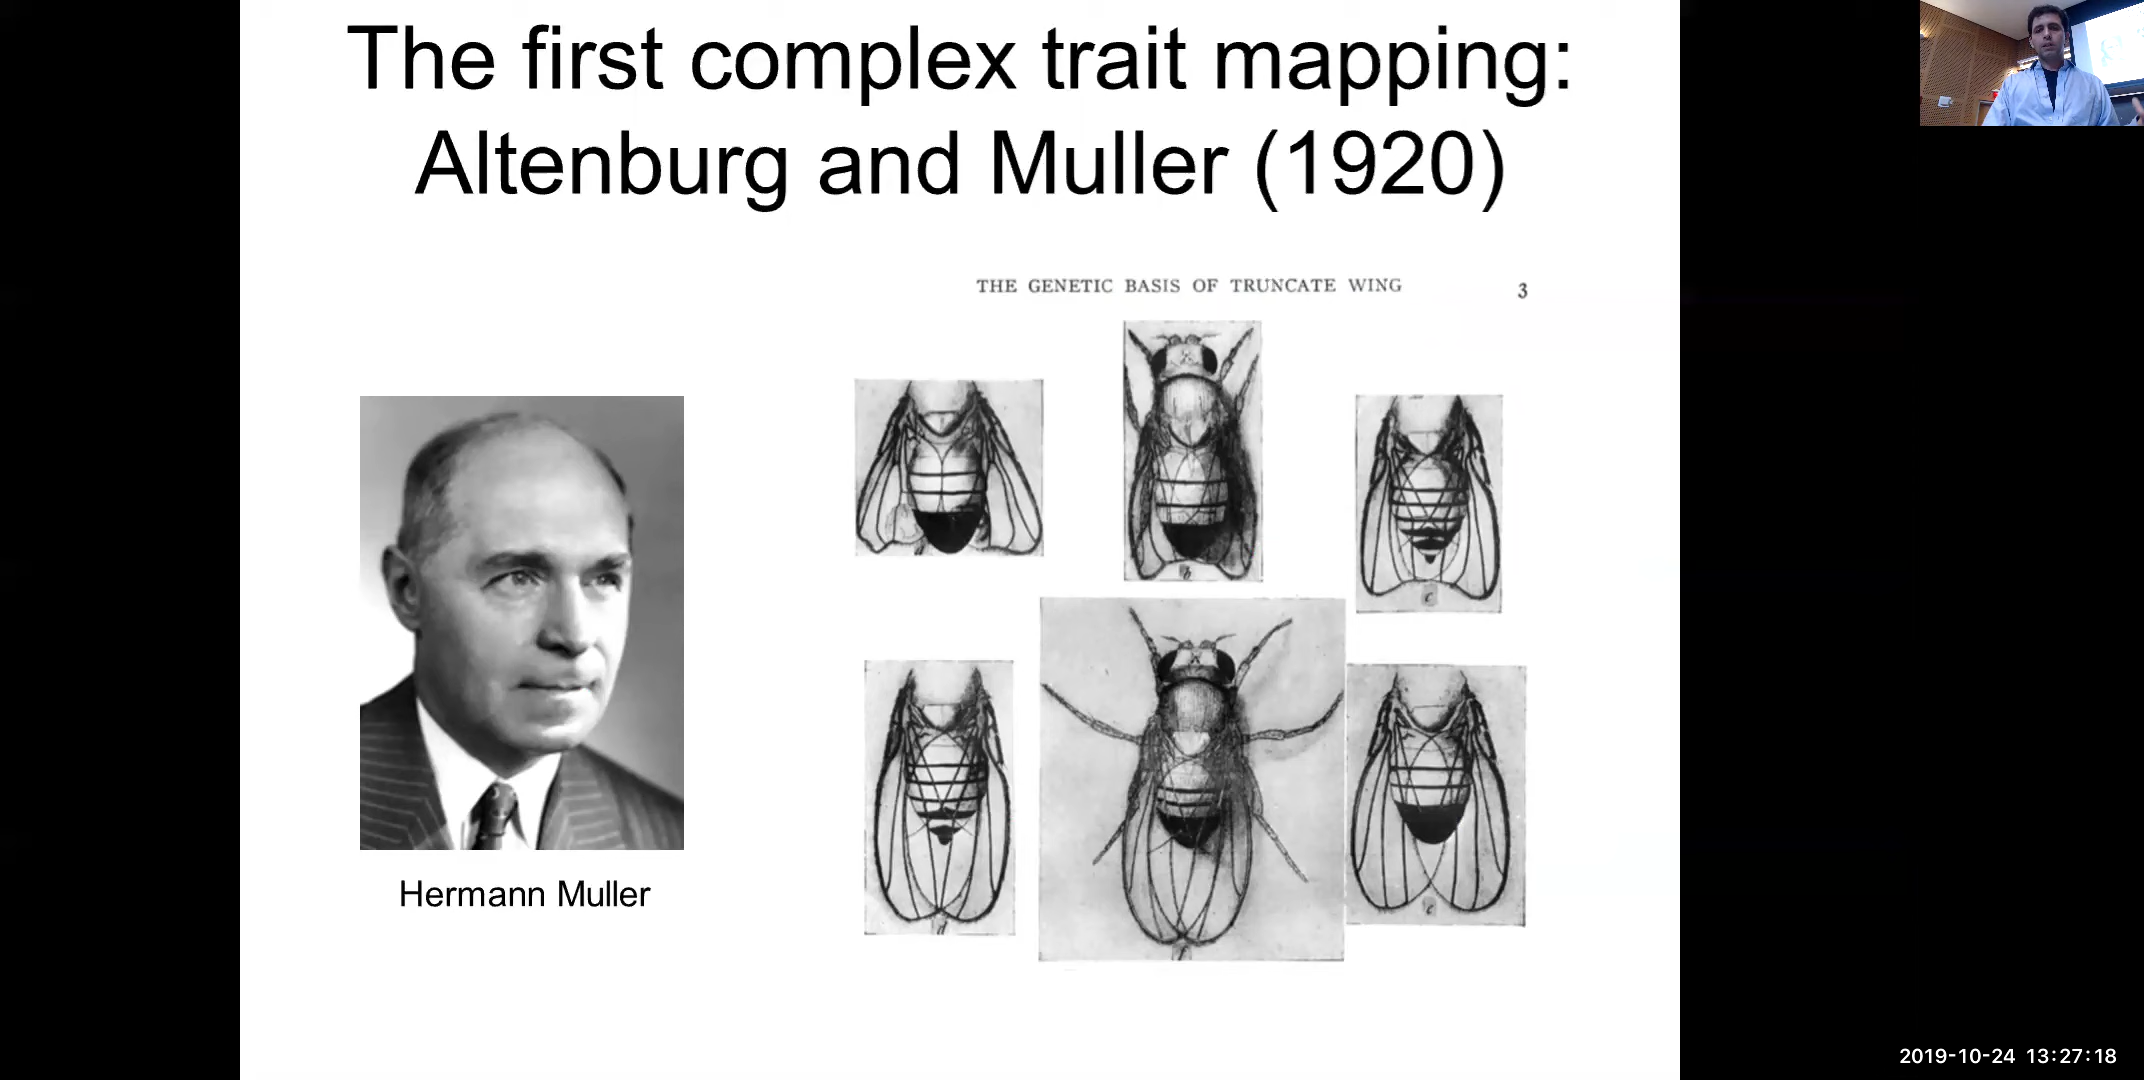 The first complex trait mapping:
Altenburg and Muller (1920)
THE GENETIC BASIS OF TRUNCATE WING 3
b
c
Hermann Muller
2019-10-24 13:27:18